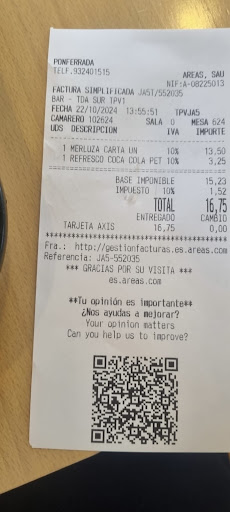 PONFERRADA
TELF.932401515 AREAS, SAU
NIF:A-08225013
FACTURA SIMPLIFICADA JA51/552035
BAR - TDA SUR TPV1
FECHA 22/10/2024 13:55:51 TPVJA5
CAMARERO 102624 SALA 0 MESA 624
UDS DESCRIPCION IVA IMPORTE
1 MERLUZA CARTA UN 10% 13,50
1 REFRESCO COCA COLA PET 10% 3,25
BASE IMPONIBLE 15,23
IMPUESTO 10% 1,52
TOTAL 16,75
ENTREGADO CAMBIO
TARJETA AXIS 16,75 0,00
****************************************
Fra.: http://gestionfacturas.es.areas.com
Referencia: JA5-552035
*** GRACIAS POR SU VISITA ***
es.areas.com
**Tu opinión es importante**
¿Nos ayudas a mejorar?
Your opinion matters
Can you help us to improve?